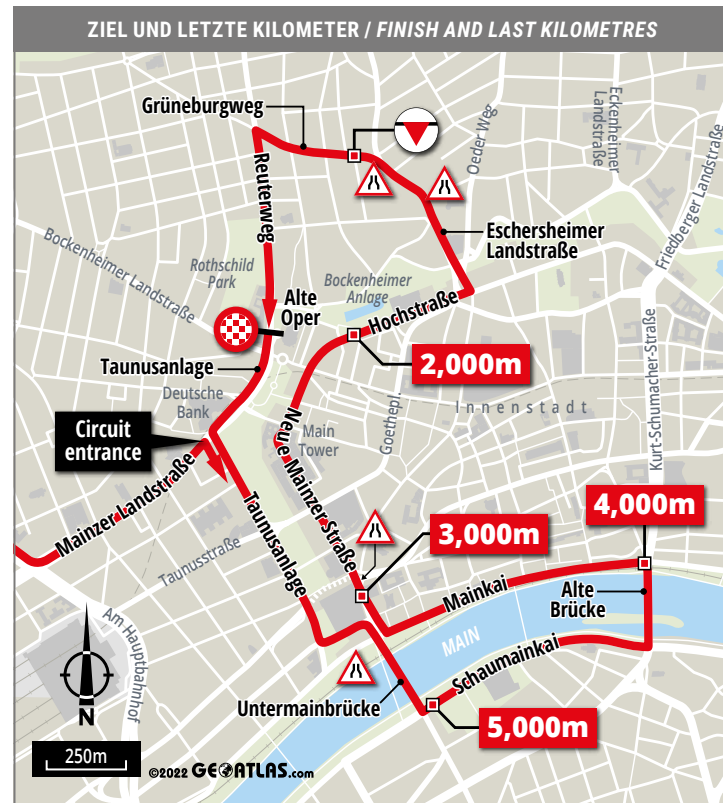 ZIEL UND LETZTE KILOMETER / FINISH AND LAST KILOMETRES
Grüneburgweg
Oeder Weg
Eckenheimer
Landstraße
Friedberger Landstraße
Reuterweg
Eschersheimer
Landstraße
Bockenheimer Landstraße
Rothschild
Park
Bockenheimer
Anlage
Alte
Oper
Hochstraße
Taunusanlage
2,000m
Kurt-Schumacher-Straße
Deutsche
Bank
Innenstadt
Goethepl.
Circuit
entrance
Main
Tower
Neue Mainzer Straße
Mainzer Landstraße
Taunusstraße
Taunusanlage
3,000m
4,000m
Mainkai
Alte
Brücke
Am Hauptbahnhof
MAIN
Schaumainkai
Untermainbrücke
5,000m
N
250m
©2022 GEOATLAS.com